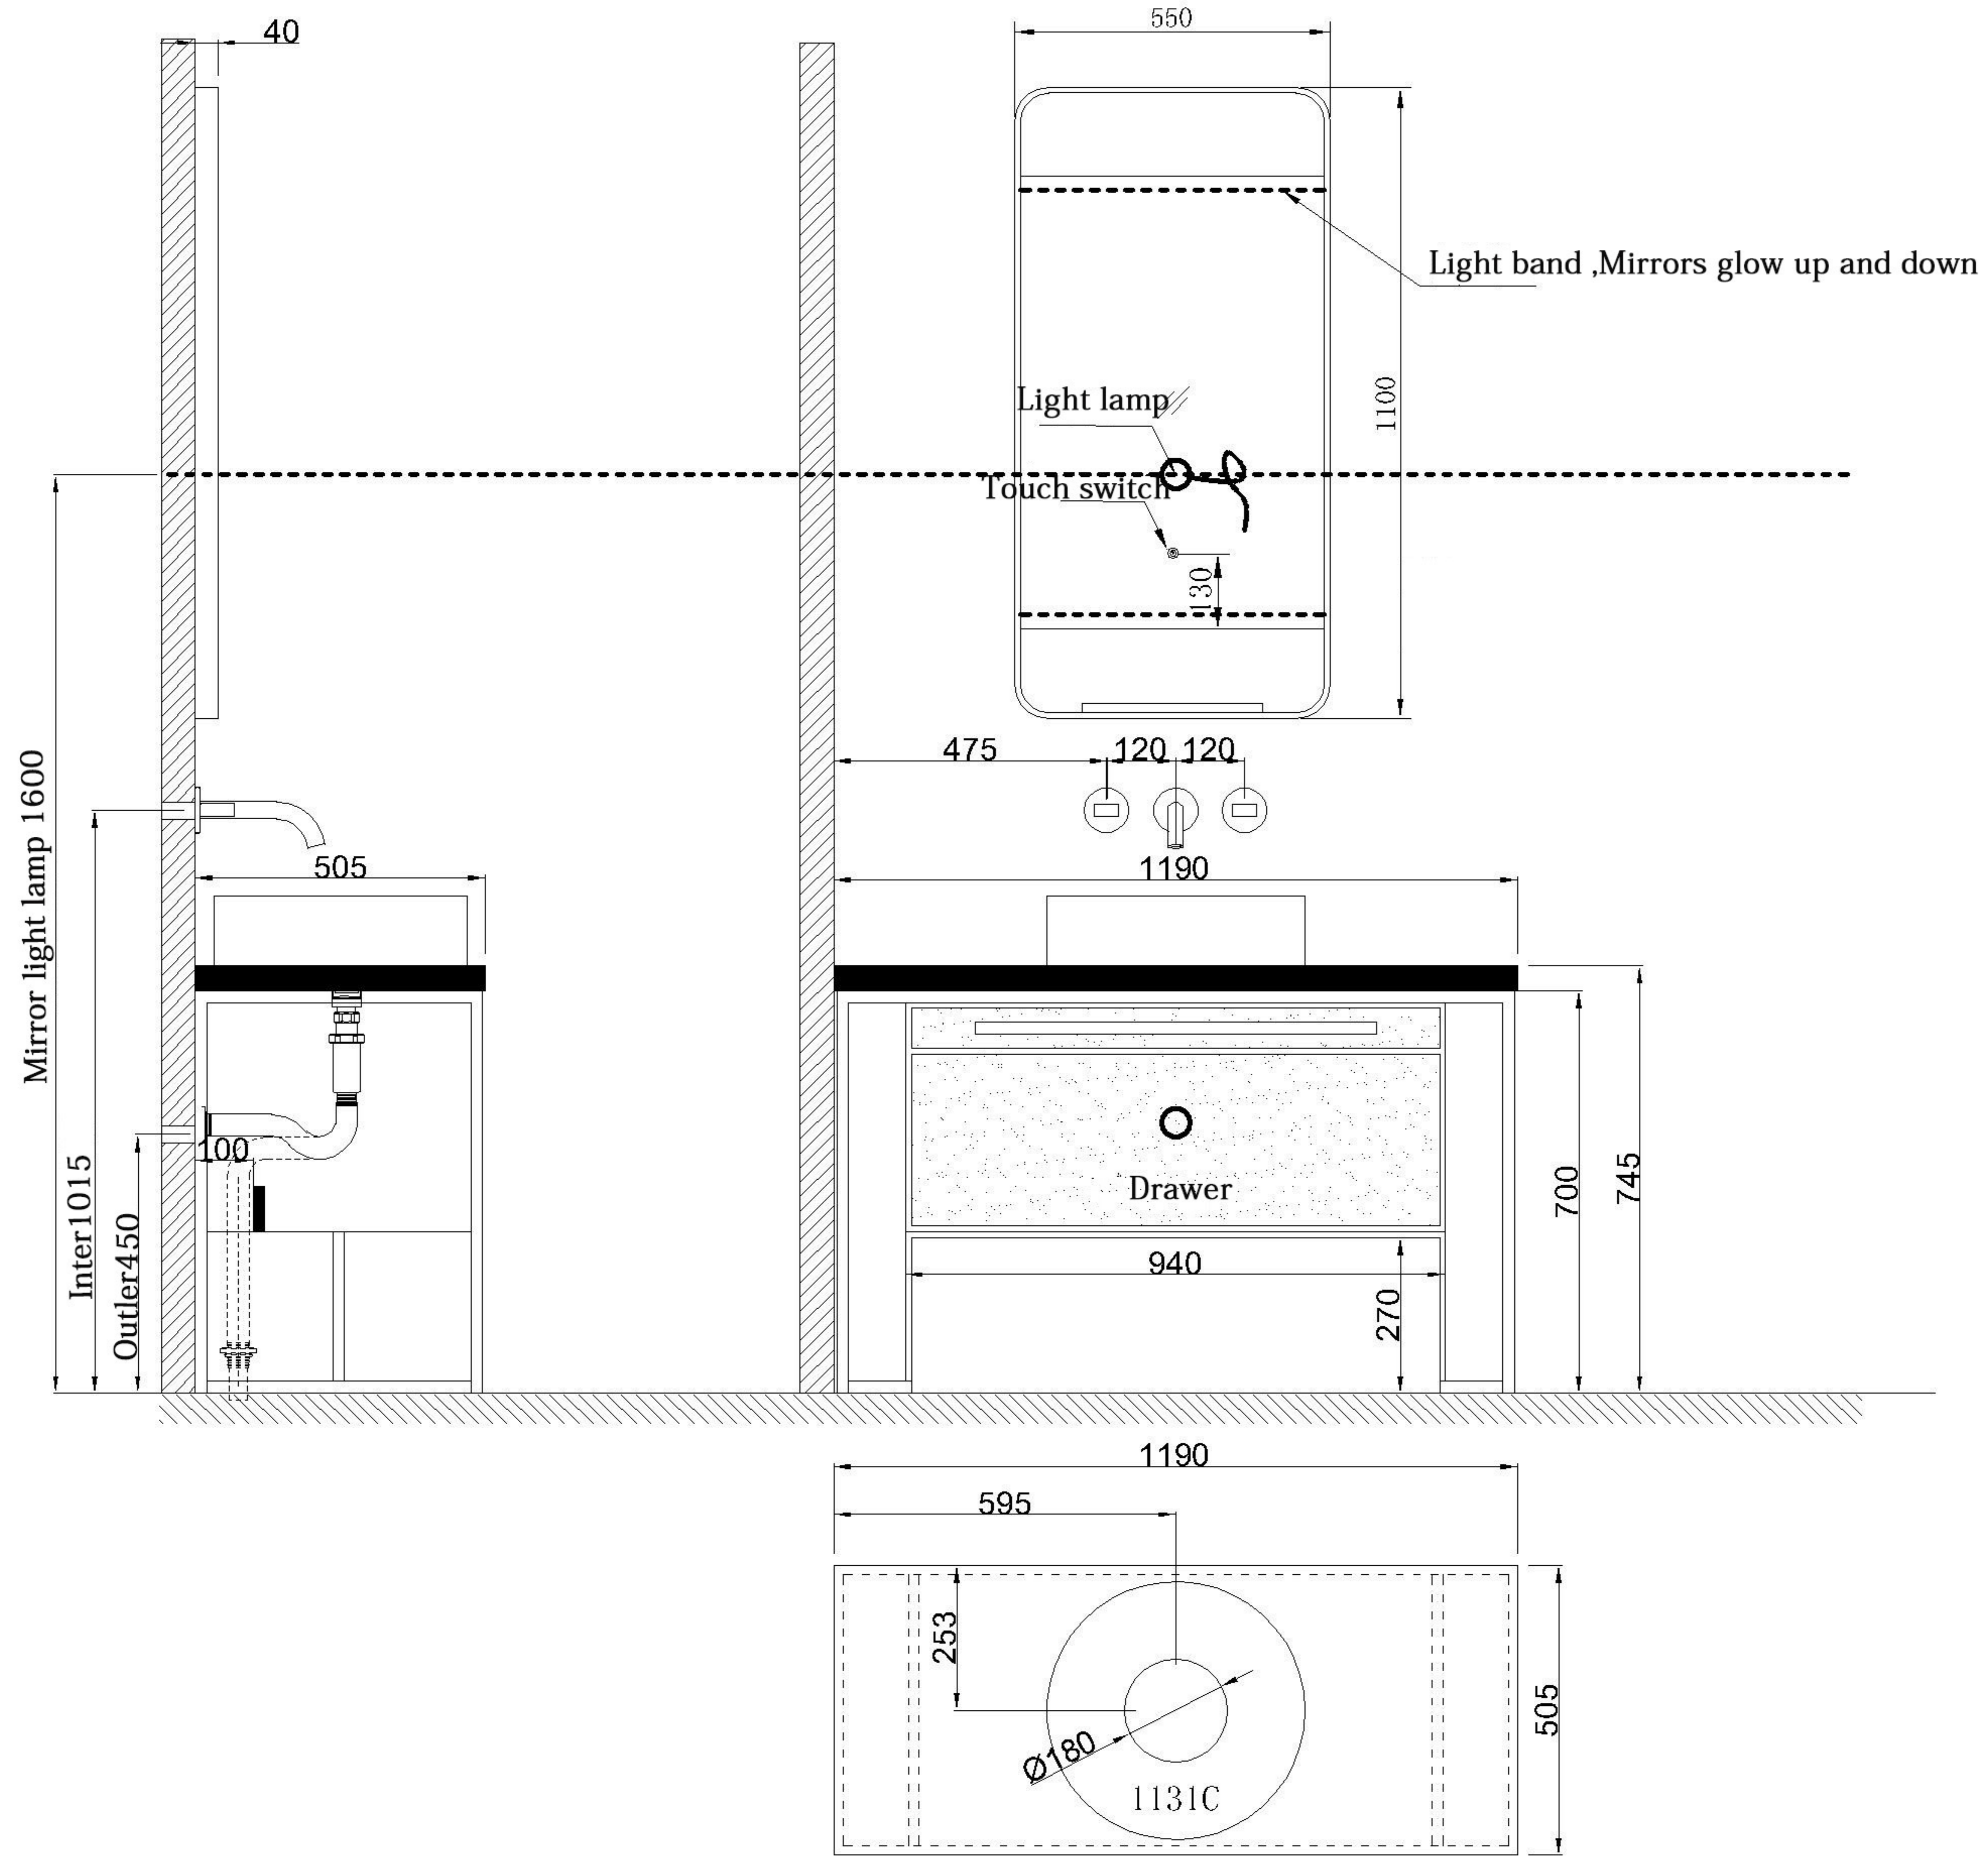 40
550
Light band ,Mirrors glow up and down
1100
Light lamp
Touch switch
130
475
120
120
Mirror light lamp 1600
505
1190
100
Inter1015
Outler450
Drawer
940
270
700
745
1190
595
253
505
Ø180
1131C